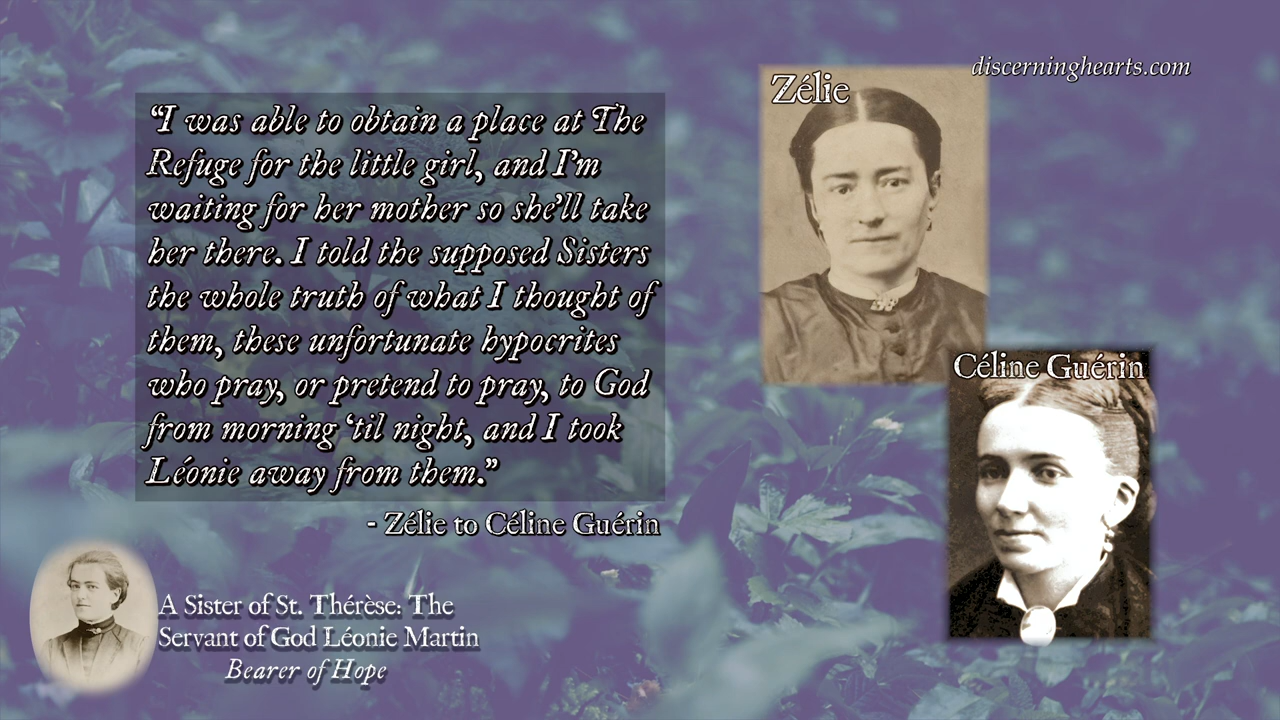 discerninghearts.com
Zélie
“I was able to obtain a place at The
Refuge for the little girl, and I’m
waiting for her mother so she’ll take
her there. I told the supposed Sisters
the whole truth of what I thought of
them, these unfortunate hypocrites
who pray, or pretend to pray, to God
from morning ‘til night, and I took
Léonie away from them.”
- Zélie to Céline Guérin
Céline Guérin
A Sister of St. Thérèse: The
Servant of God Léonie Martin
Bearer of Hope